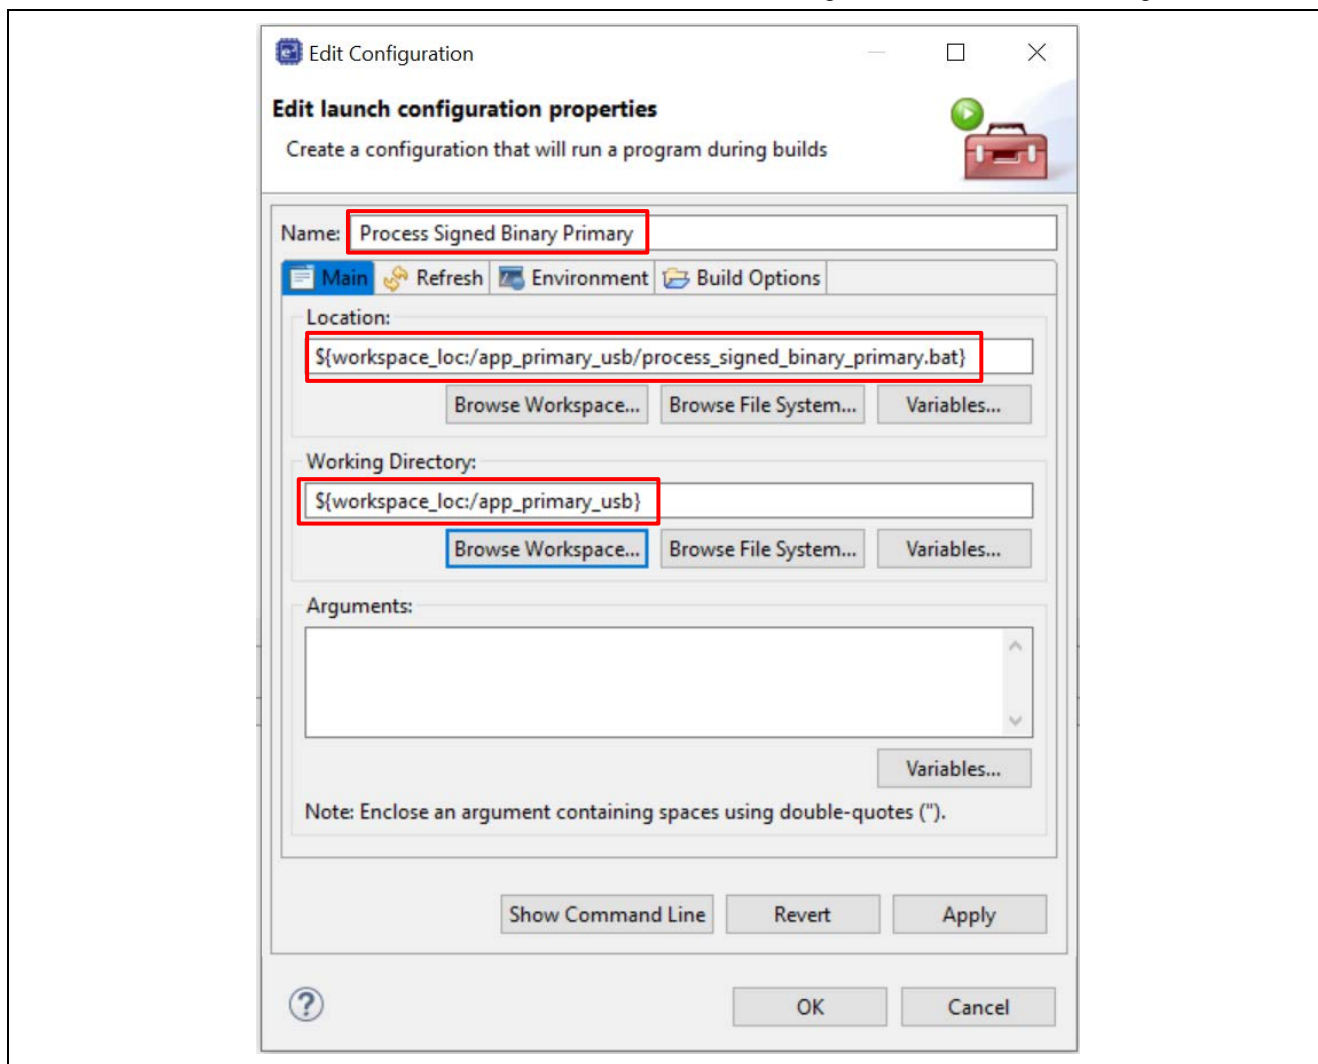 Edit Configuration
Edit launch configuration properties
Create a configuration that will run a program during builds
Name: Process Signed Binary Primary
Main Refresh Environment Build Options
Location:
${workspace_loc:/app_primary_usb/process_signed_binary_primary.bat}
Browse Workspace... Browse File System... Variables...
Working Directory:
${workspace_loc:/app_primary_usb}
Browse Workspace... Browse File System... Variables...
Arguments:
Variables...
Note: Enclose an argument containing spaces using double-quotes (").
Show Command Line Revert Apply
OK Cancel